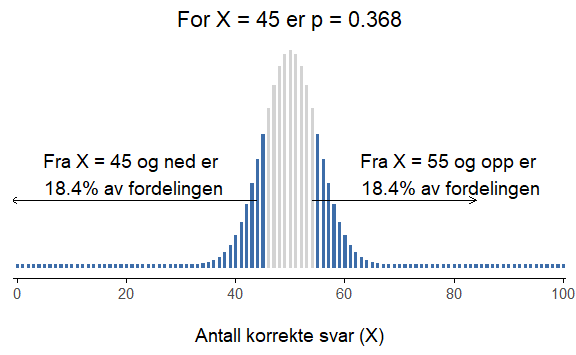 For X = 45 er p = 0.368
Fra X = 45 og ned er
18.4% av fordelingen
Fra X = 55 og opp er
18.4% av fordelingen
0 20 40 60 80 100
Antall korrekte svar (X)